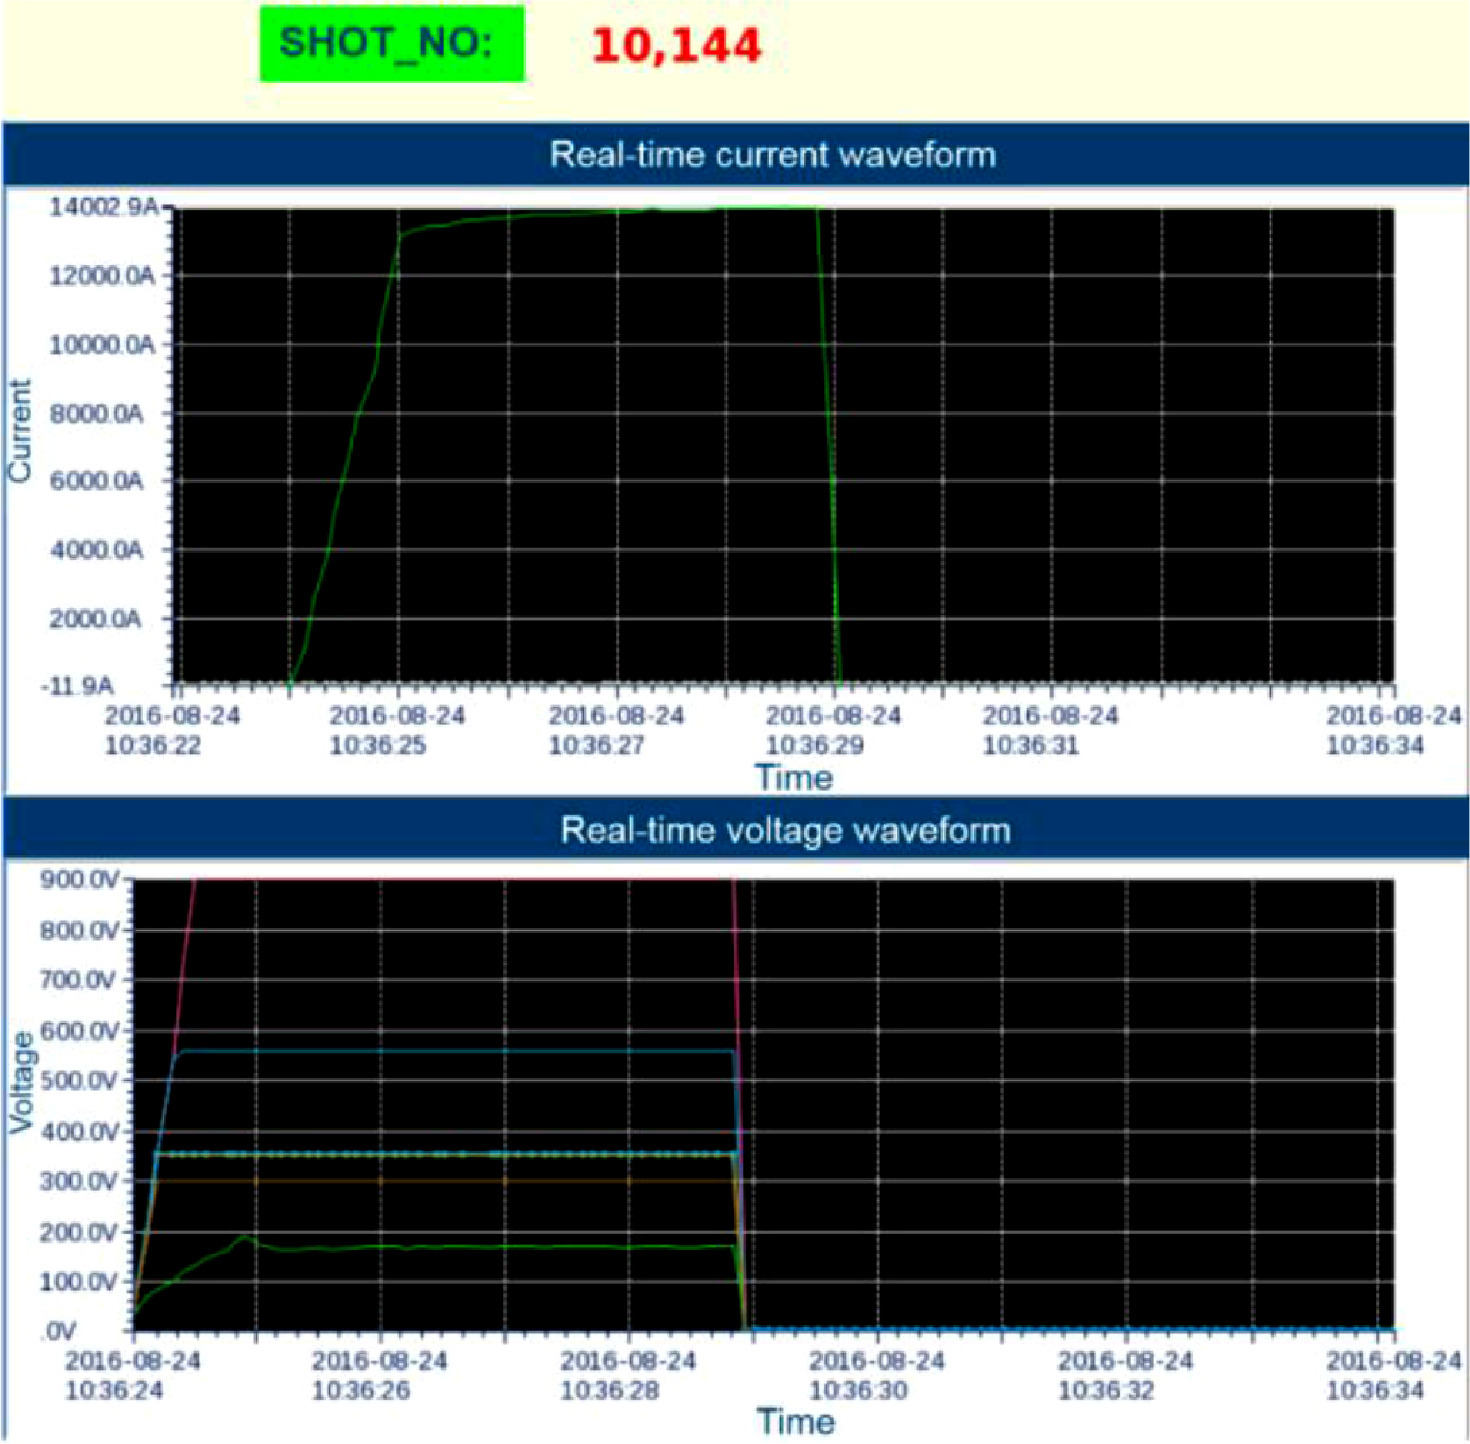 SHOT_NO: 10,144
Real-time current waveform
14002.9A
12000.0A
10000.0A
8000.0A
6000.0A
4000.0A
2000.0A
-11.9A
Current
2016-08-24 2016-08-24 2016-08-24 2016-08-24 2016-08-24 2016-08-24
10:36:22 10:36:25 10:36:27 10:36:29 10:36:31 10:36:34
Time
Real-time voltage waveform
900.0V
800.0V
700.0V
600.0V
500.0V
400.0V
300.0V
200.0V
100.0V
.0V
Voltage
2016-08-24 2016-08-24 2016-08-24 2016-08-24 2016-08-24 2016-08-24
10:36:24 10:36:26 10:36:28 10:36:30 10:36:32 10:36:34
Time